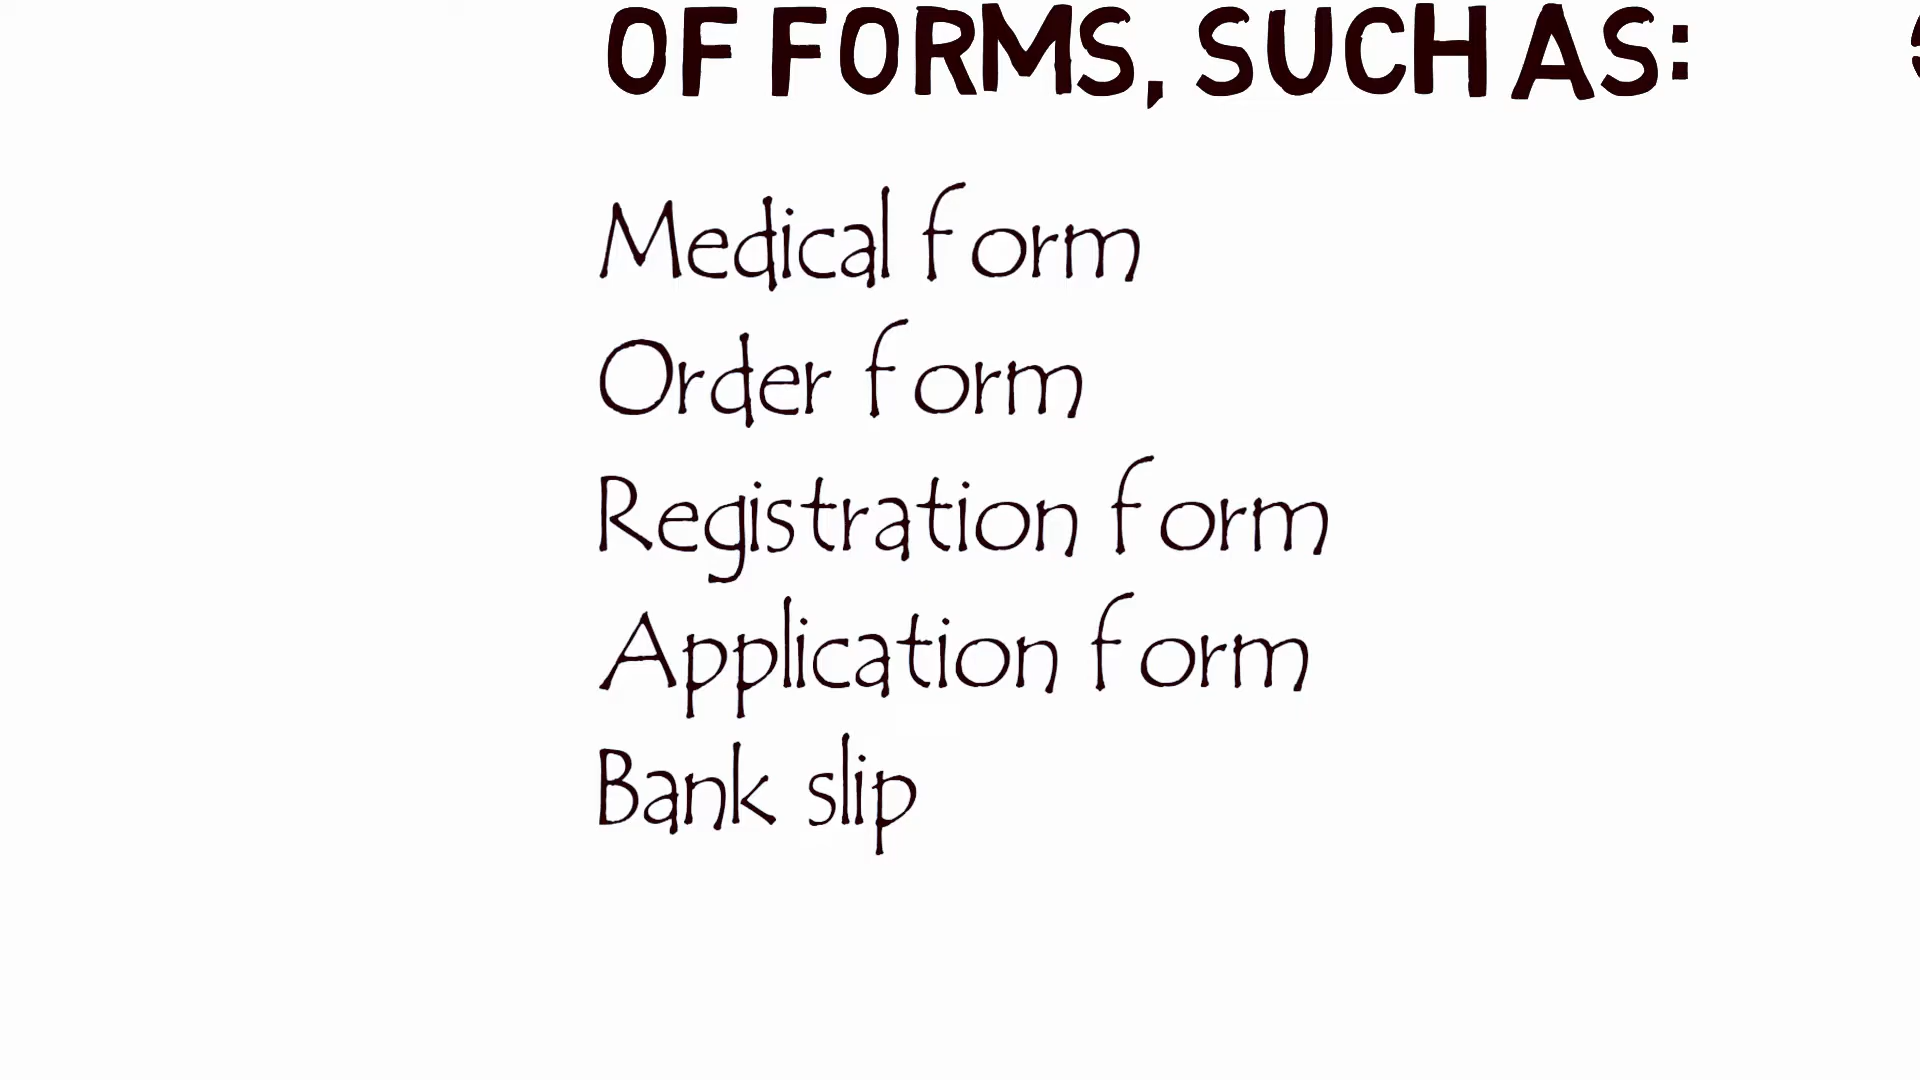 OF FORMS, SUCH AS:
Medical form
Order form
Registration form
Application form
Bank slip